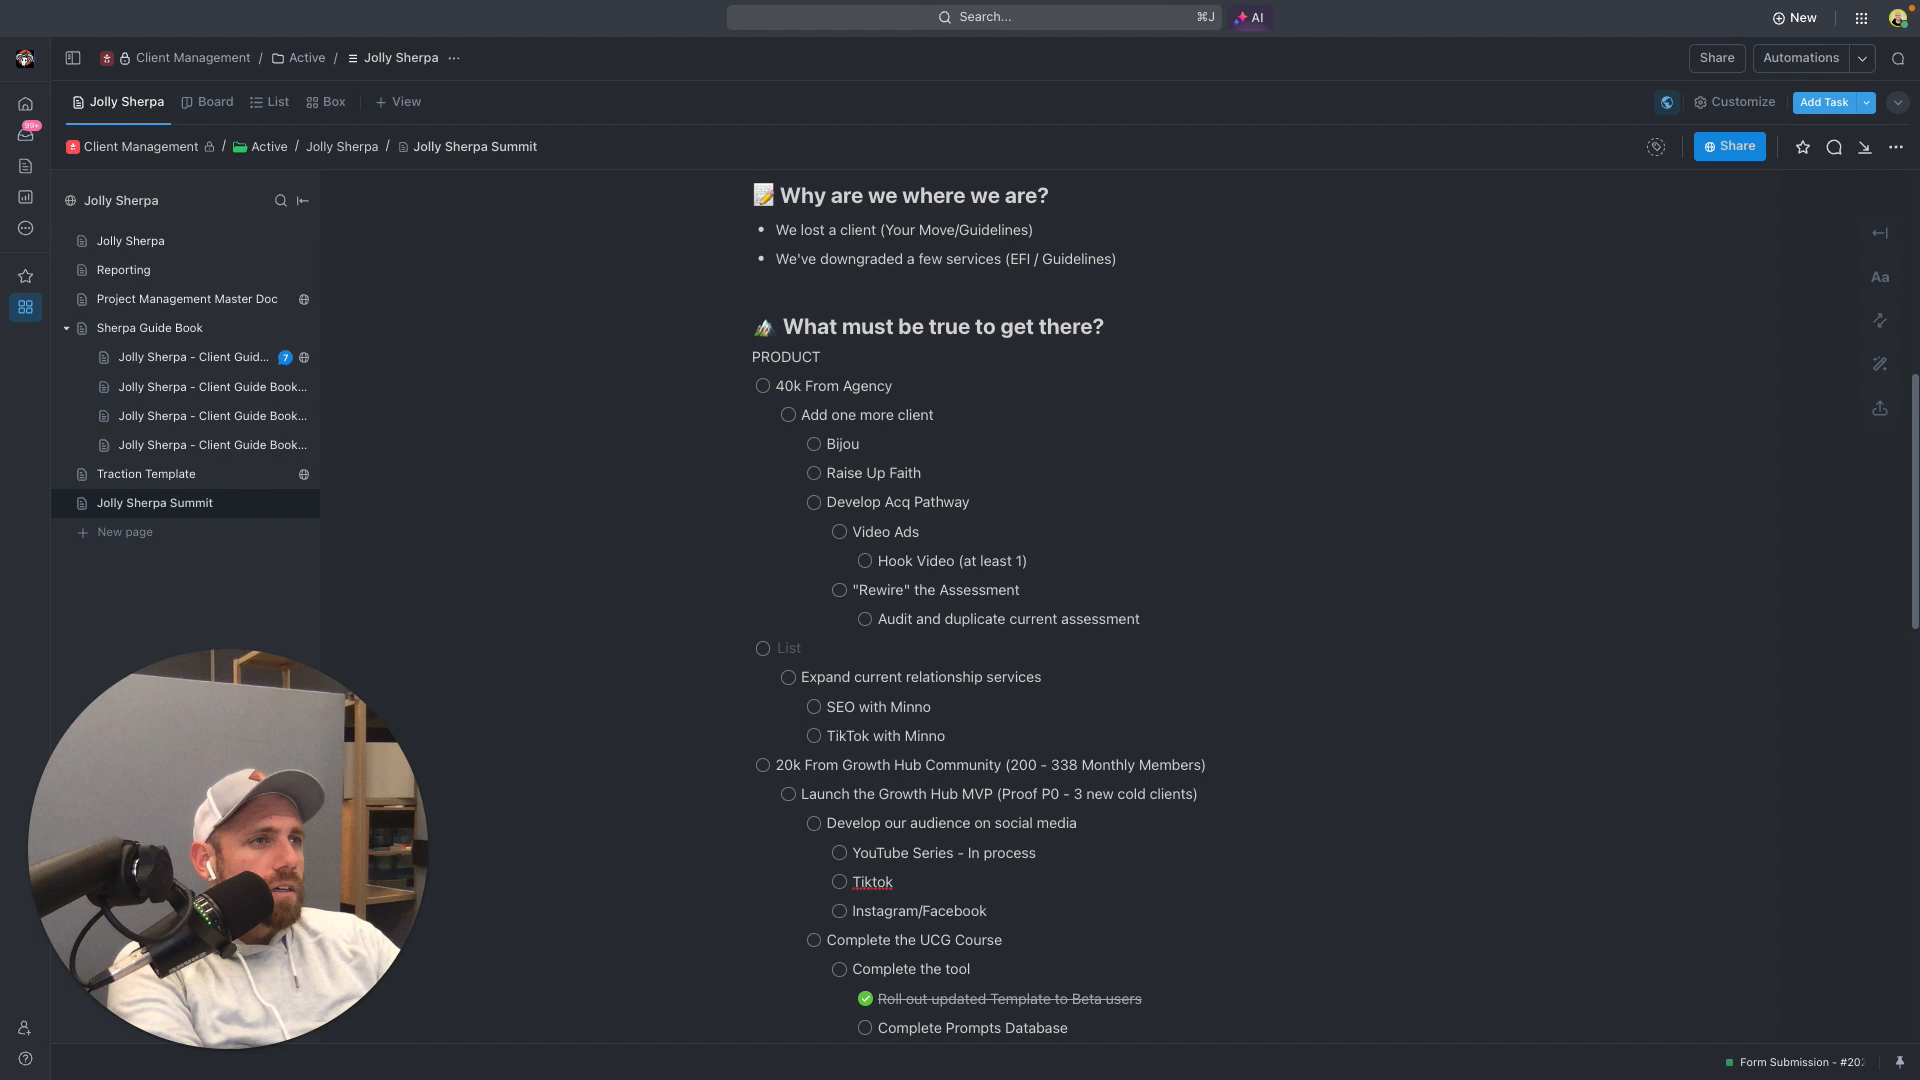 Search...
⌘J
AI
New
Client Management / Active / Jolly Sherpa ...
Share
Automations
Jolly Sherpa
Board
List
Box
+ View
Customize
Add Task
99+
Client Management / Active / Jolly Sherpa / Jolly Sherpa Summit
Share
Jolly Sherpa
Jolly Sherpa
Reporting
Project Management Master Doc
Sherpa Guide Book
Jolly Sherpa - Client Guid... 7
Jolly Sherpa - Client Guide Book...
Jolly Sherpa - Client Guide Book...
Jolly Sherpa - Client Guide Book...
Traction Template
Jolly Sherpa Summit
+ New page
Why are we where we are?
• We lost a client (Your Move/Guidelines)
• We've downgraded a few services (EFI / Guidelines)
What must be true to get there?
PRODUCT
40k From Agency
Add one more client
Bijou
Raise Up Faith
Develop Acq Pathway
Video Ads
Hook Video (at least 1)
"Rewire" the Assessment
Audit and duplicate current assessment
List
Expand current relationship services
SEO with Minno
TikTok with Minno
20k From Growth Hub Community (200 - 338 Monthly Members)
Launch the Growth Hub MVP (Proof P0 - 3 new cold clients)
Develop our audience on social media
YouTube Series - In process
Tiktok
Instagram/Facebook
Complete the UCG Course
Complete the tool
Roll out updated Template to Beta users
Complete Prompts Database
Aa
Form Submission - #202